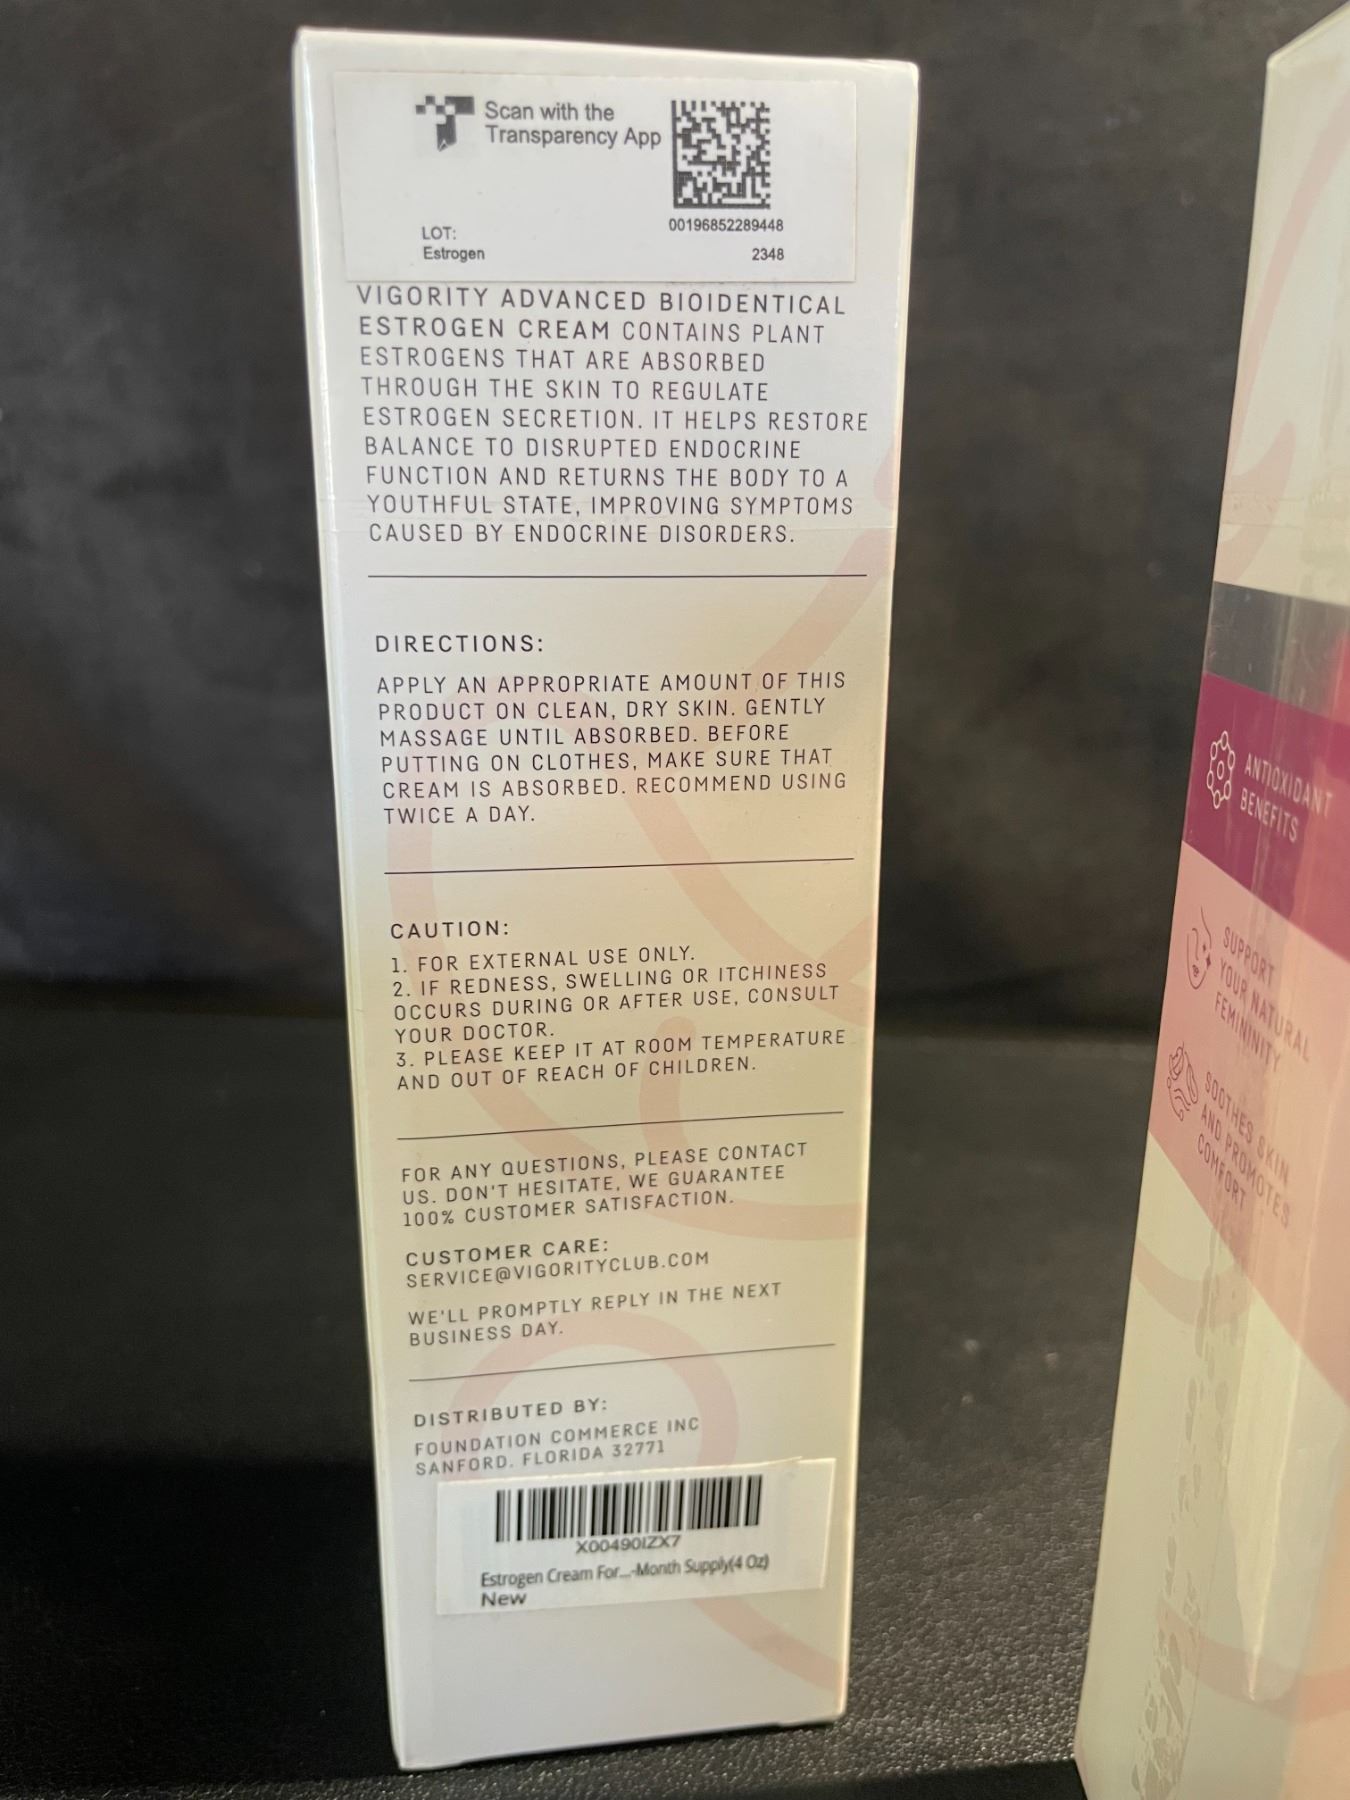 Scan with the
Transparency App
00196852289448
LOT:
Estrogen
2348
VIGORITY ADVANCED BIOIDENTICAL
ESTROGEN CREAM CONTAINS PLANT
ESTROGENS THAT ARE ABSORBED
THROUGH THE SKIN TO REGULATE
ESTROGEN SECRETION. IT HELPS RESTORE
BALANCE TO DISRUPTED ENDOCRINE
FUNCTION AND RETURNS THE BODY TO A
YOUTHFUL STATE, IMPROVING SYMPTOMS
CAUSED BY ENDOCRINE DISORDERS.
DIRECTIONS:
APPLY AN APPROPRIATE AMOUNT OF THIS
PRODUCT ON CLEAN, DRY SKIN. GENTLY
MASSAGE UNTIL ABSORBED. BEFORE
PUTTING ON CLOTHES, MAKE SURE THAT
CREAM IS ABSORBED. RECOMMEND USING
TWICE A DAY.
CAUTION:
1. FOR EXTERNAL USE ONLY.
2. IF REDNESS, SWELLING OR ITCHINESS
OCCURS DURING OR AFTER USE, CONSULT
YOUR DOCTOR.
3. PLEASE KEEP IT AT ROOM TEMPERATURE
AND OUT OF REACH OF CHILDREN.
FOR ANY QUESTIONS, PLEASE CONTACT
US. DON'T HESITATE, WE GUARANTEE
100% CUSTOMER SATISFACTION.
CUSTOMER CARE:
SERVICE@VIGORITYCLUB.COM
WE'LL PROMPTLY REPLY IN THE NEXT
BUSINESS DAY.
DISTRIBUTED BY:
FOUNDATION COMMERCE INC
SANFORD. FLORIDA 32771
X00490IZX7
Estrogen Cream For...-Month Supply(4 Oz)
New
ANTIOXIDANT
BENEFITS
SUPPORT
YOUR NATURAL
FEMININITY
SOOTHES SKIN
AND PROMOTES
COMFORT